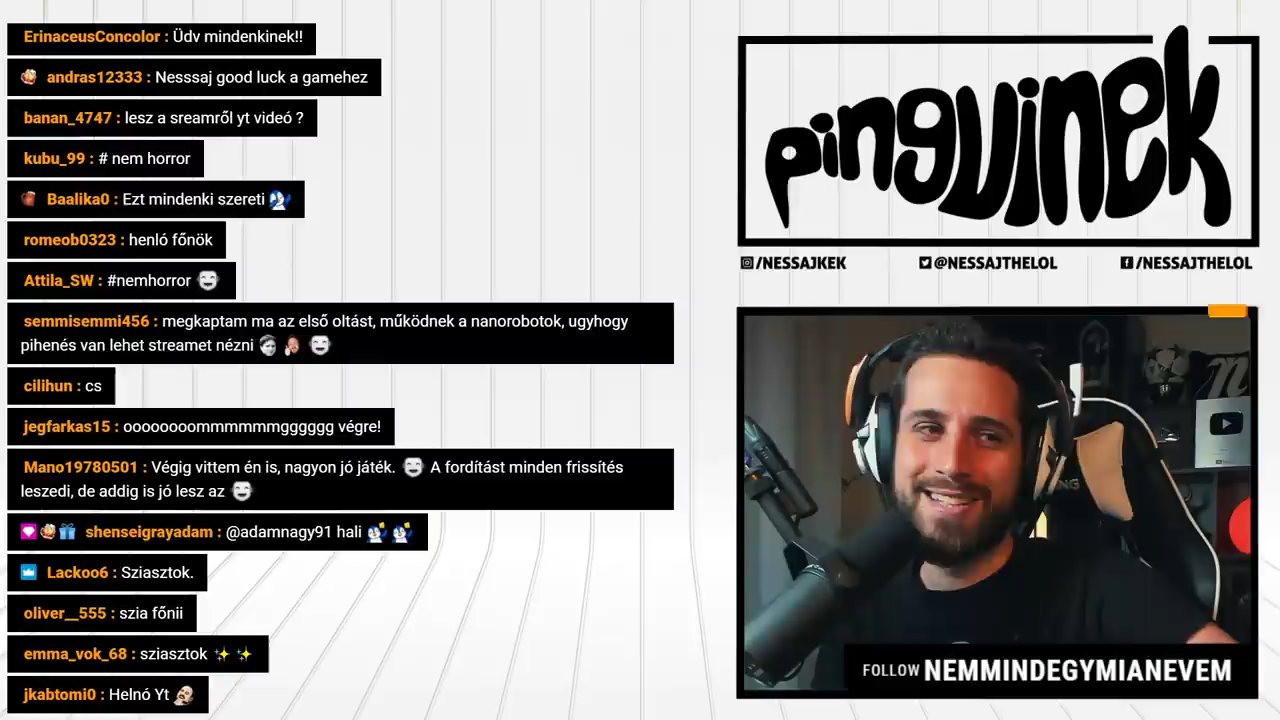 ErinaceusConcolor : Üdv mindenkinek!!
andras12333 : Nesssaj good luck a gamehez
banan_4747 : lesz a sreamről yt videó ?
kubu_99 : # nem horror
Baalika0 : Ezt mindenki szereti
romeob0323 : henló főnök
Attila_SW : #nemhorror
semmisemmi456 : megkaptam ma az első oltást, működnek a nanorobotok, ugyhogy
pihenés van lehet streamet nézni
cilihun : cs
jegfarkas15 : oooooooommmmmmgggggg végre!
Mano19780501 : Végig vittem én is, nagyon jó játék. A fordítást minden frissítés
leszedi, de addig is jó lesz az
shenseigrayadam : @adamnagy91 hali
Lackoo6 : Sziasztok.
oliver__555 : szia főnii
emma_vok_68 : sziasztok
jkabtomi0 : Helnó Yt
pingvinek
/NESSAJKEK
@NESSAJTHELOL
/NESSAJTHELOL
FOLLOW NEMMINDEGYMIANEVEM